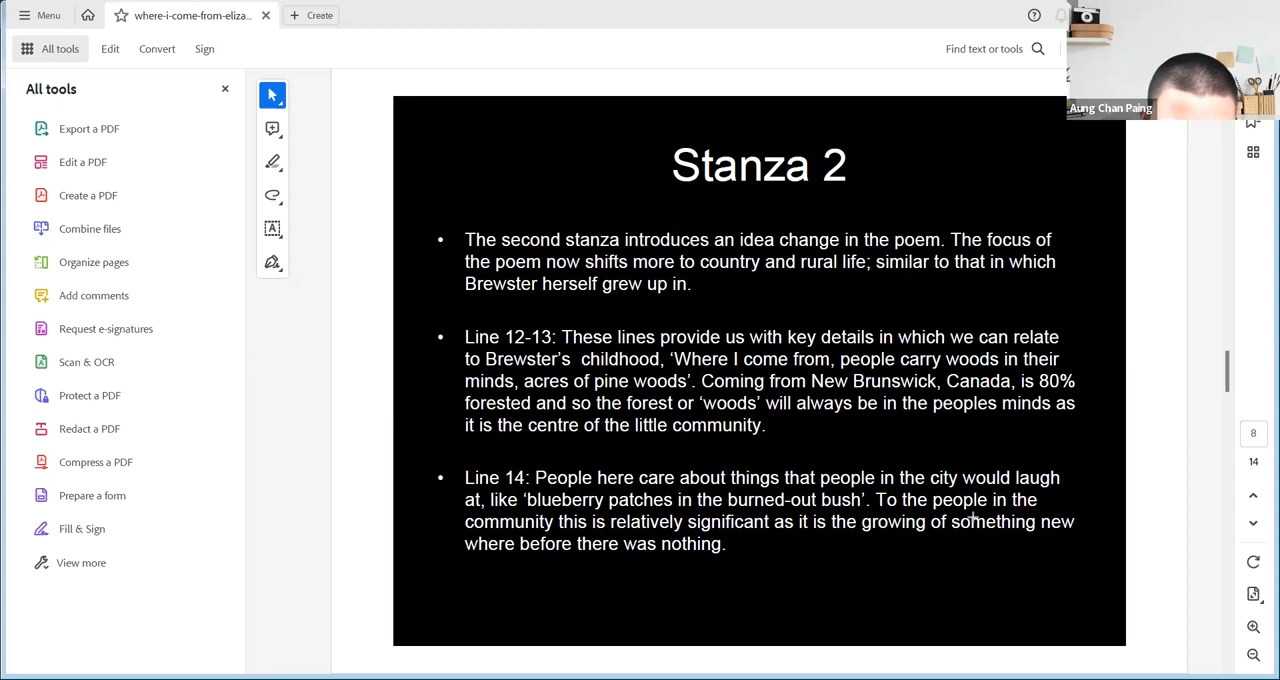 Menu
where-i-come-from-eliza...
Create
All tools
Edit
Convert
Sign
Find text or tools
Aung Chan Paing
All tools
Export a PDF
Edit a PDF
Create a PDF
Combine files
Organize pages
Add comments
Request e-signatures
Scan & OCR
Protect a PDF
Redact a PDF
Compress a PDF
Prepare a form
Fill & Sign
View more
Stanza 2
• The second stanza introduces an idea change in the poem. The focus of
the poem now shifts more to country and rural life; similar to that in which
Brewster herself grew up in.
• Line 12-13: These lines provide us with key details in which we can relate
to Brewster's childhood, 'Where I come from, people carry woods in their
minds, acres of pine woods'. Coming from New Brunswick, Canada, is 80%
forested and so the forest or 'woods' will always be in the peoples minds as
it is the centre of the little community.
• Line 14: People here care about things that people in the city would laugh
at, like 'blueberry patches in the burned-out bush'. To the people in the
community this is relatively significant as it is the growing of something new
where before there was nothing.
8
14